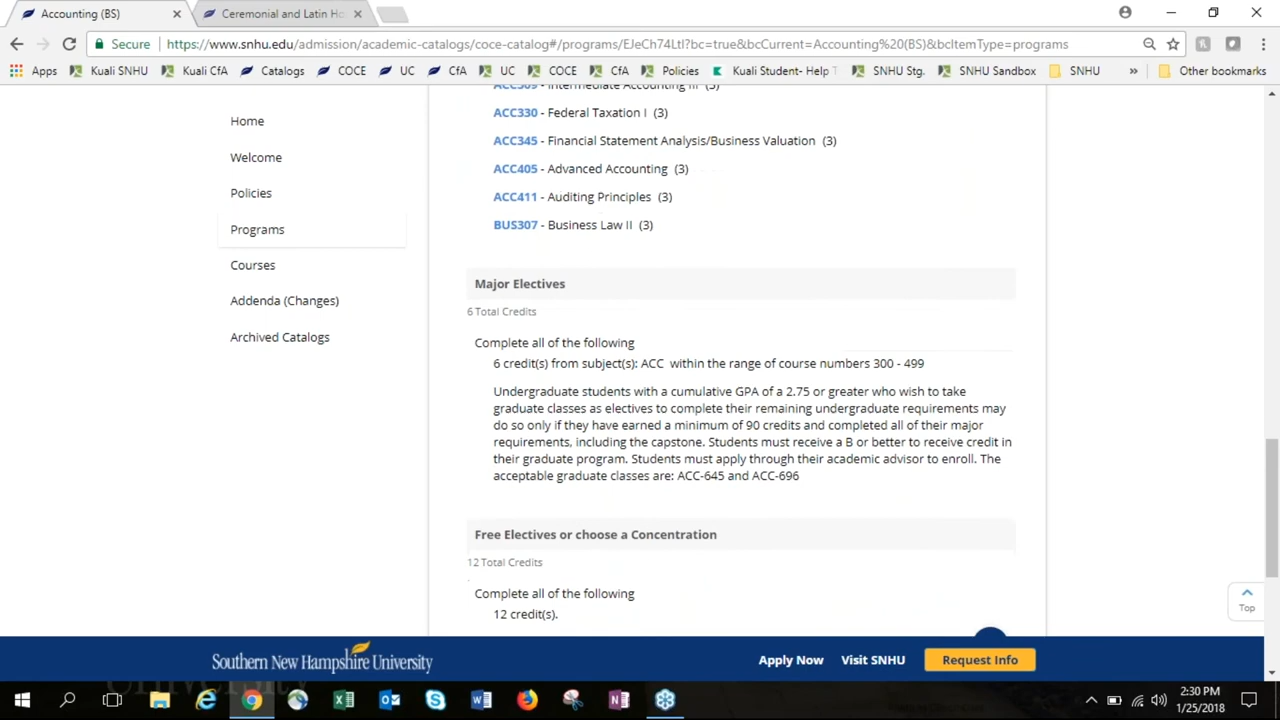 Accounting (BS)
Ceremonial and Latin Ho
Secure
https://www.snhu.edu/admission/academic-catalogs/coce-catalog#/programs/EJeCh74LtI?bc=true&bcCurrent=Accounting%20(BS)&bcItemType=programs
Apps Kuali SNHU Kuali CfA Catalogs COCE UC CfA UC COCE CfA Policies Kuali Student- Help T SNHU Stg. SNHU Sandbox SNHU » Other bookmarks
Home
Welcome
Policies
Programs
Courses
Addenda (Changes)
Archived Catalogs
ACC309 - Intermediate Accounting III (3)
ACC330 - Federal Taxation I (3)
ACC345 - Financial Statement Analysis/Business Valuation (3)
ACC405 - Advanced Accounting (3)
ACC411 - Auditing Principles (3)
BUS307 - Business Law II (3)
Major Electives
6 Total Credits
Complete all of the following
6 credit(s) from subject(s): ACC within the range of course numbers 300 - 499
Undergraduate students with a cumulative GPA of a 2.75 or greater who wish to take
graduate classes as electives to complete their remaining undergraduate requirements may
do so only if they have earned a minimum of 90 credits and completed all of their major
requirements, including the capstone. Students must receive a B or better to receive credit in
their graduate program. Students must apply through their academic advisor to enroll. The
acceptable graduate classes are: ACC-645 and ACC-696
Free Electives or choose a Concentration
12 Total Credits
Complete all of the following
12 credit(s).
Top
Southern New Hampshire University
Apply Now
Visit SNHU
Request Info
University
2:30 PM
1/25/2018